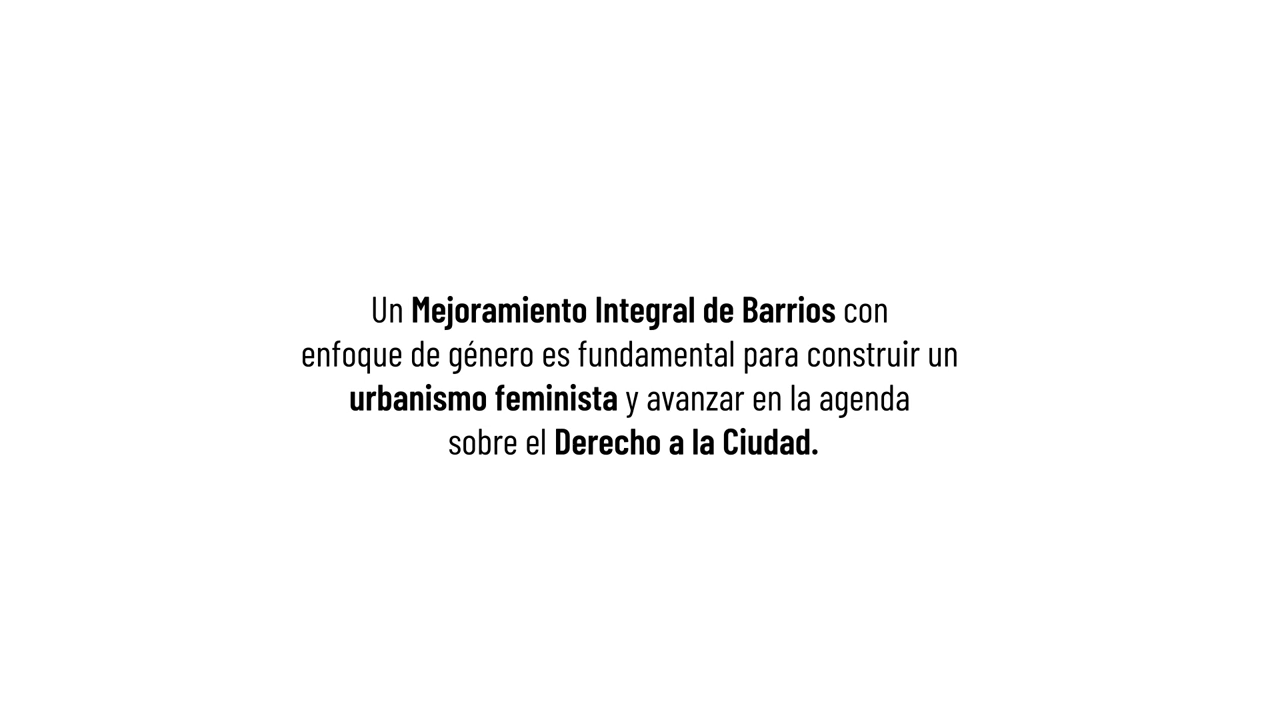 Un Mejoramiento Integral de Barrios con
enfoque de género es fundamental para construir un
urbanismo feminista y avanzar en la agenda
sobre el Derecho a la Ciudad.